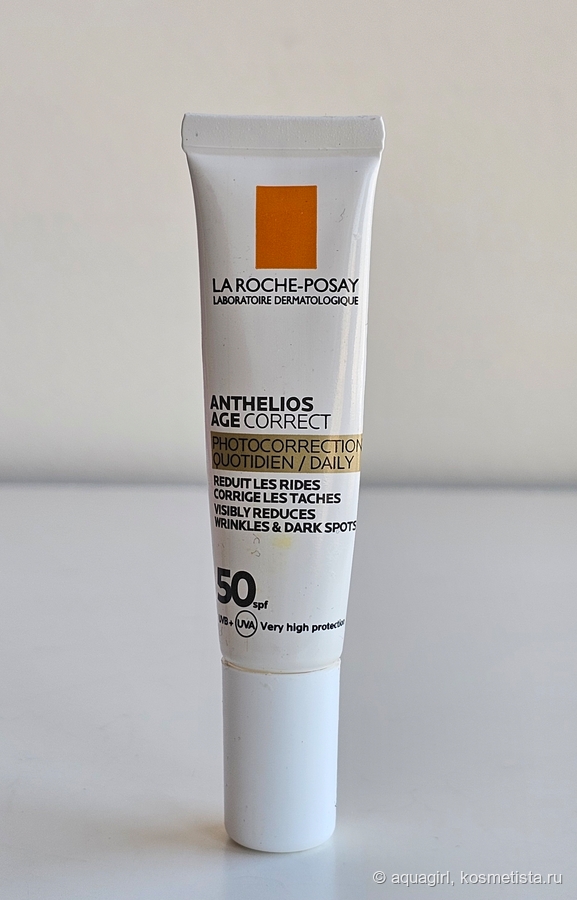 LA ROCHE-POSAY
LABORATOIRE DERMATOLOGIQUE
ANTHELIOS
AGE CORRECT
PHOTOCORRECTION
QUOTIDIEN / DAILY
REDUIT LES RIDES
CORRIGE LES TACHES
VISIBLY REDUCES
WRINKLES & DARK SPOTS
50 spf
UVB+ UVA Very high protection
© aquagirl, kosmetista.ru